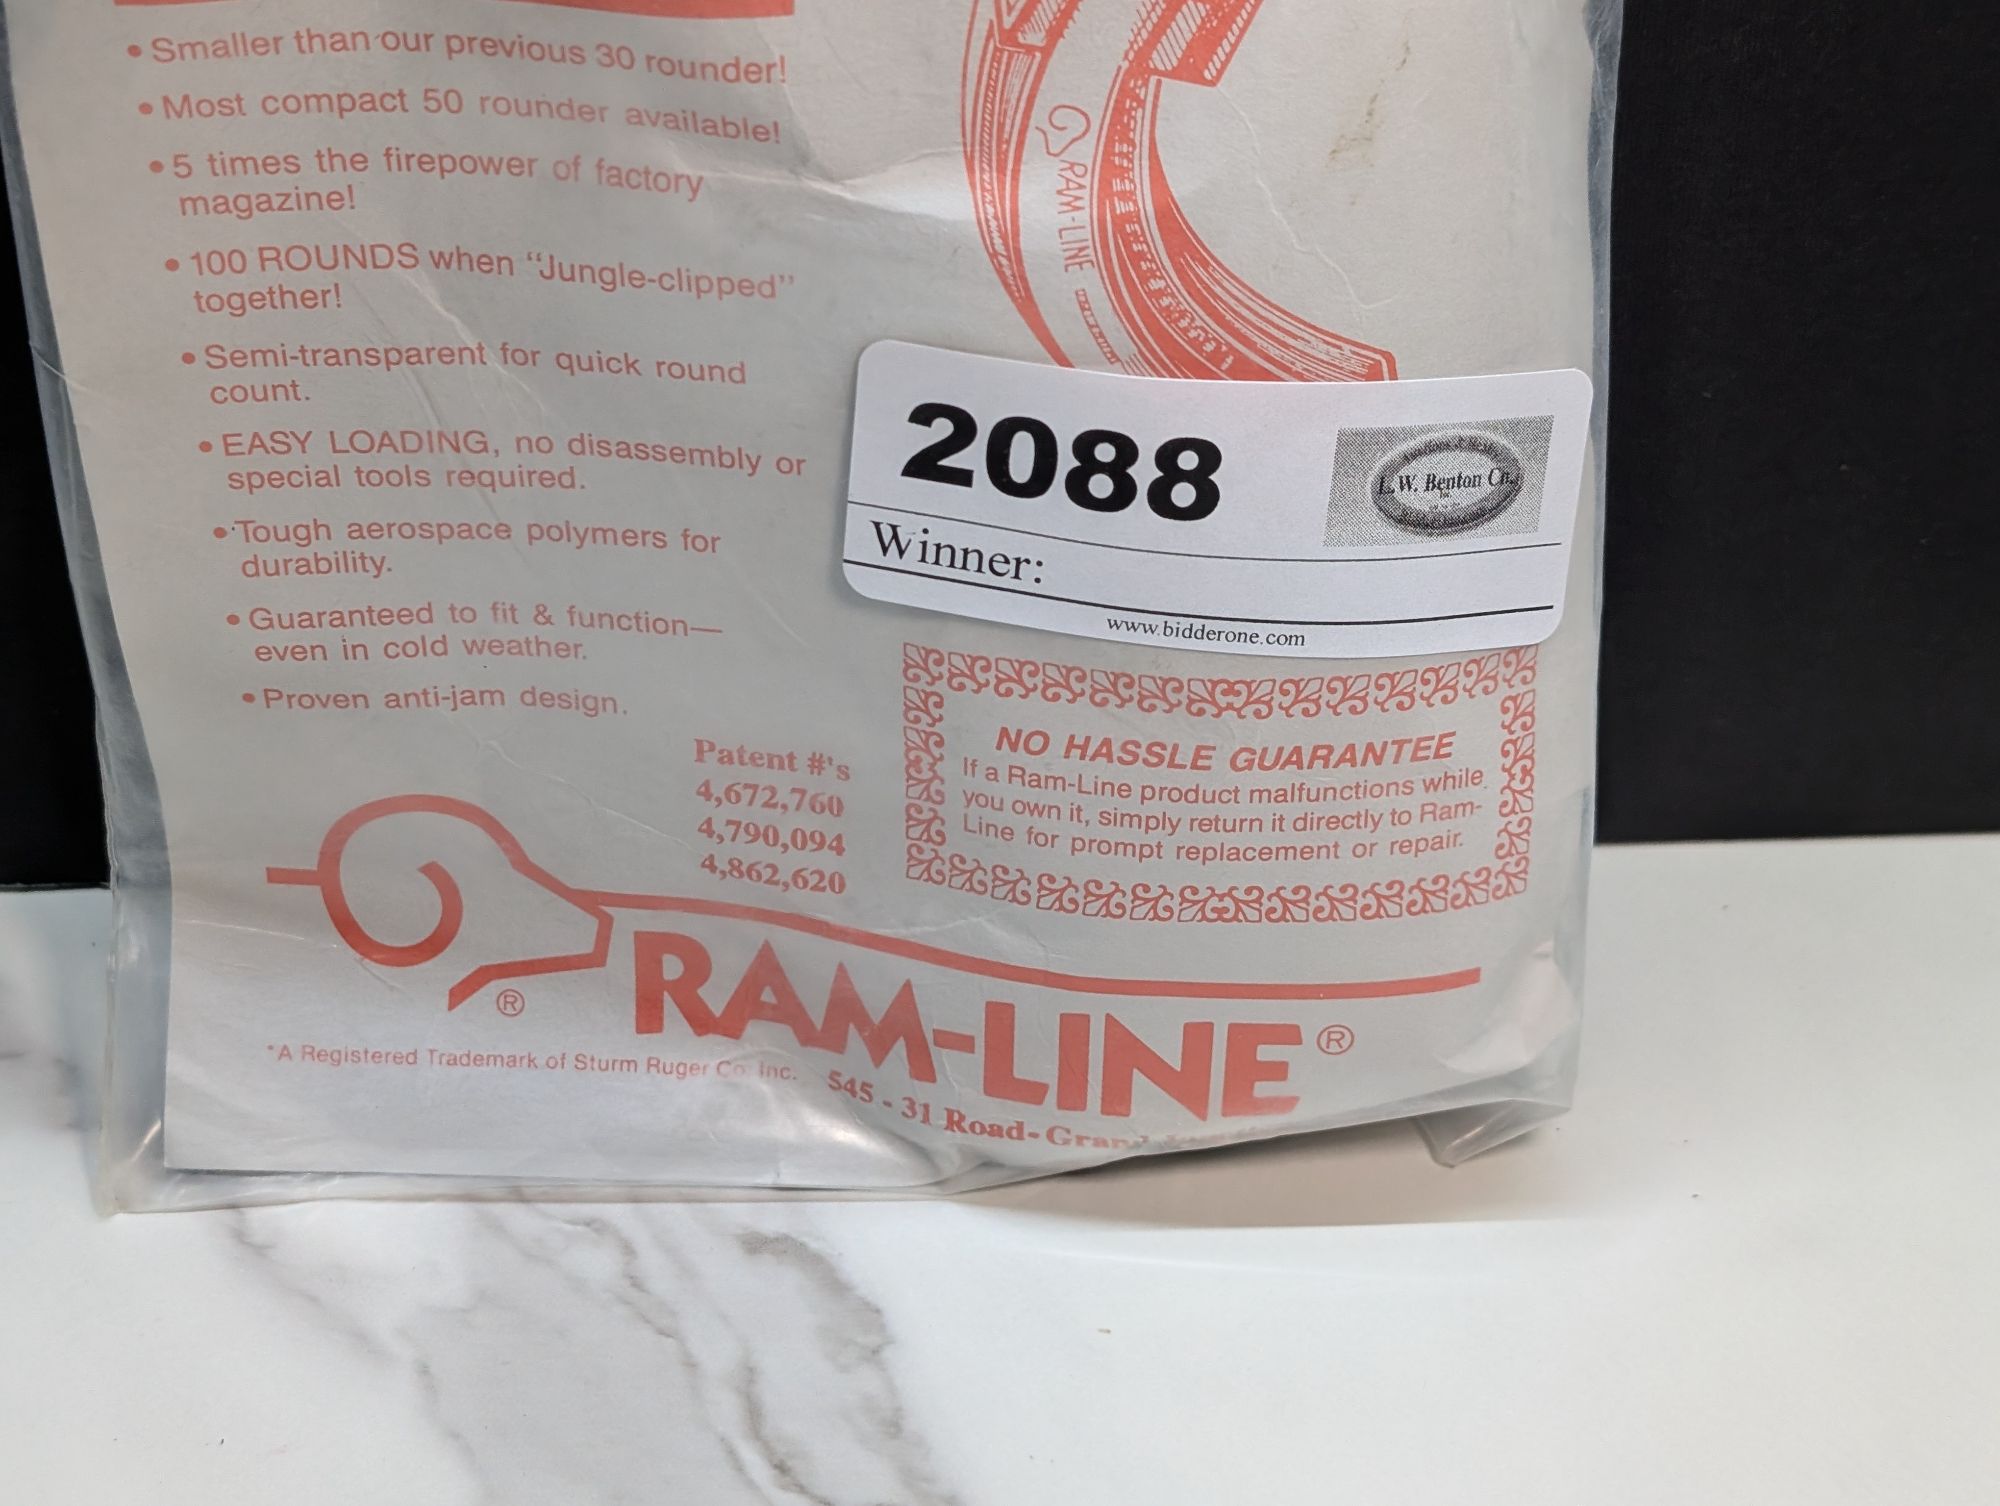 • Smaller than our previous 30 rounder!
• Most compact 50 rounder available!
• 5 times the firepower of factory
magazine!
• 100 ROUNDS when “Jungle-clipped”
together!
• Semi-transparent for quick round
count.
• EASY LOADING, no disassembly or
special tools required.
• Tough aerospace polymers for
durability.
• Guaranteed to fit & function—
even in cold weather.
• Proven anti-jam design.
RAM-LINE
2088
L.W. Benton Co.
Winner:
www.bidderone.com
Patent #'s
4,672,760
4,790,094
4,862,620
NO HASSLE GUARANTEE
If a Ram-Line product malfunctions while
you own it, simply return it directly to Ram-
Line for prompt replacement or repair.
® RAM-LINE®
*A Registered Trademark of Sturm Ruger Co. Inc.
545 - 31 Road-